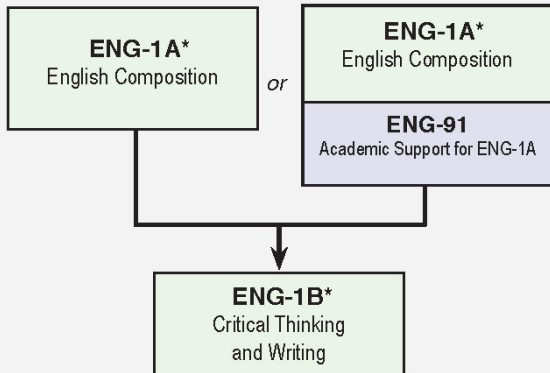 ENG-1A*
English Composition
or
ENG-1A*
English Composition
ENG-91
Academic Support for ENG-1A
ENG-1B*
Critical Thinking
and Writing